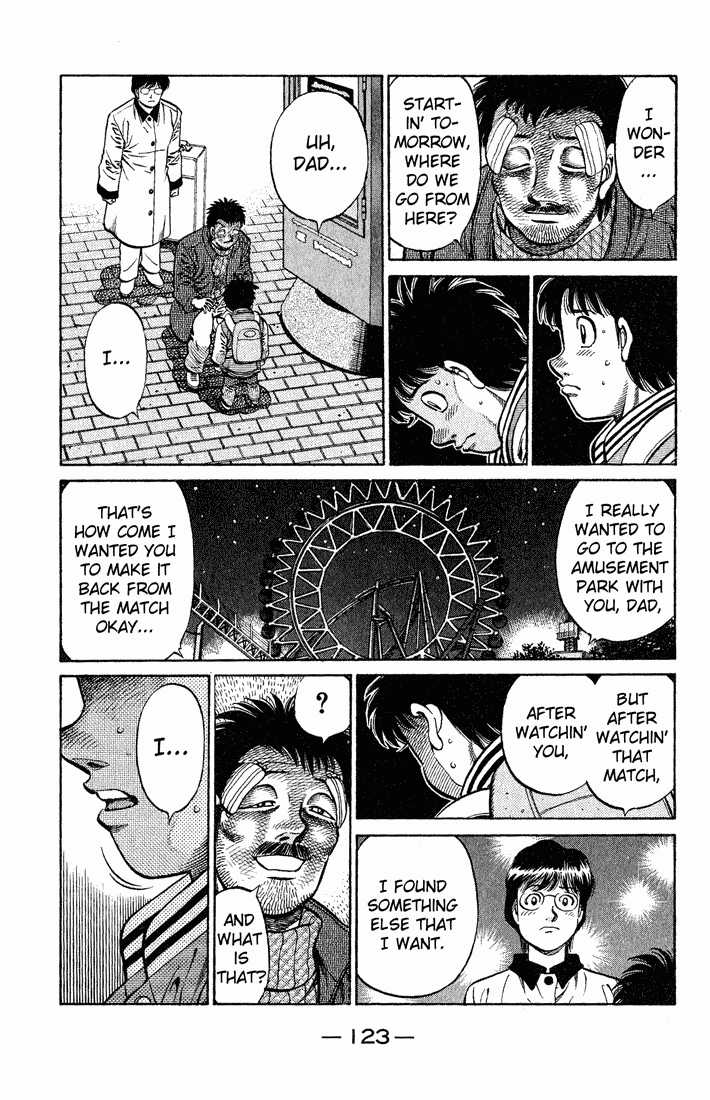 I
WON-
DER
...
START-
IN' TO-
MORROW,
WHERE
DO WE
GO FROM
HERE?
UH,
DAD...
I...
I REALLY
WANTED TO
GO TO THE
AMUSEMENT
PARK WITH
YOU, DAD,
THAT'S
HOW COME I
WANTED YOU
TO MAKE IT
BACK FROM
THE MATCH
OKAY...
BUT
AFTER
WATCHIN'
THAT
MATCH,
AFTER
WATCHIN'
YOU,
I FOUND
SOMETHING
ELSE THAT
I WANT.
?
AND
WHAT
IS
THAT?
I...
— 123 —